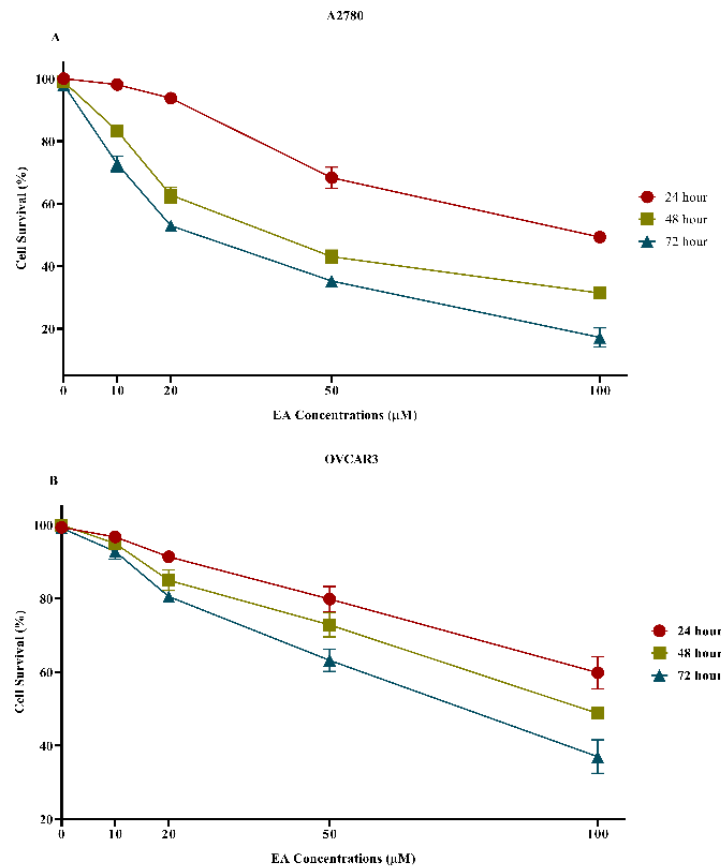 A2780
A
100
80
60
40
20
Cell Survival (%)
0 10 20 50 100
EA Concentrations (μM)
24 hour
48 hour
72 hour
OVCAR3
B
100
80
60
40
20
Cell Survival (%)
0 10 20 50 100
EA Concentrations (μM)
24 hour
48 hour
72 hour